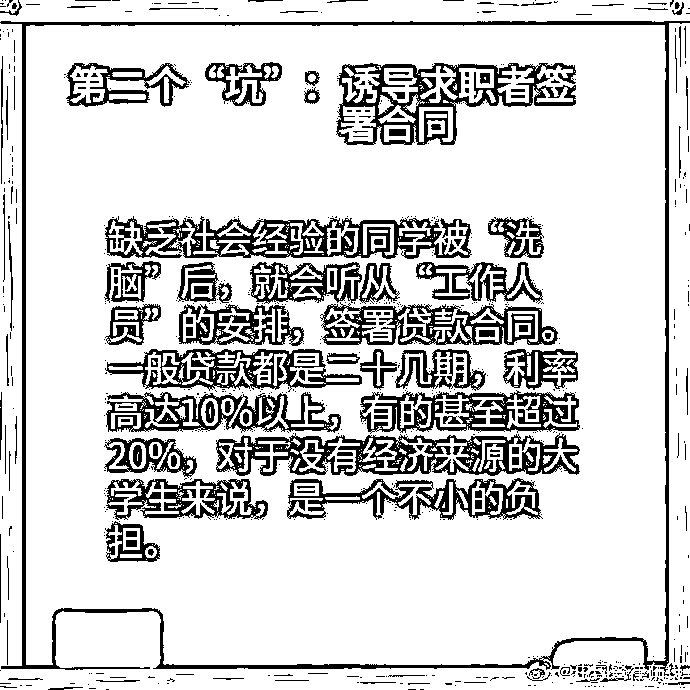 第二个“坑”：诱导求职者签
署合同
缺乏社会经验的同学被“洗
脑”后，就会听从“工作人
员”的安排，签署贷款合同。
一般贷款都是二十几期，利率
高达10%以上，有的甚至超过
20%，对于没有经济来源的大
学生来说，是一个不小的负
担。